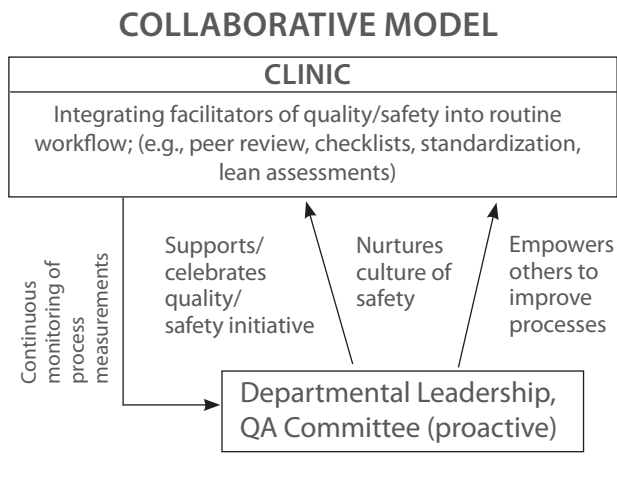 COLLABORATIVE MODEL
CLINIC
Integrating facilitators of quality/safety into routine
workflow; (e.g., peer review, checklists, standardization,
lean assessments)
Continuous
monitoring of
process
measurements
Supports/
celebrates
quality/
safety initiative
Nurtures
culture of
safety
Empowers
others to
improve
processes
Departmental Leadership,
QA Committee (proactive)